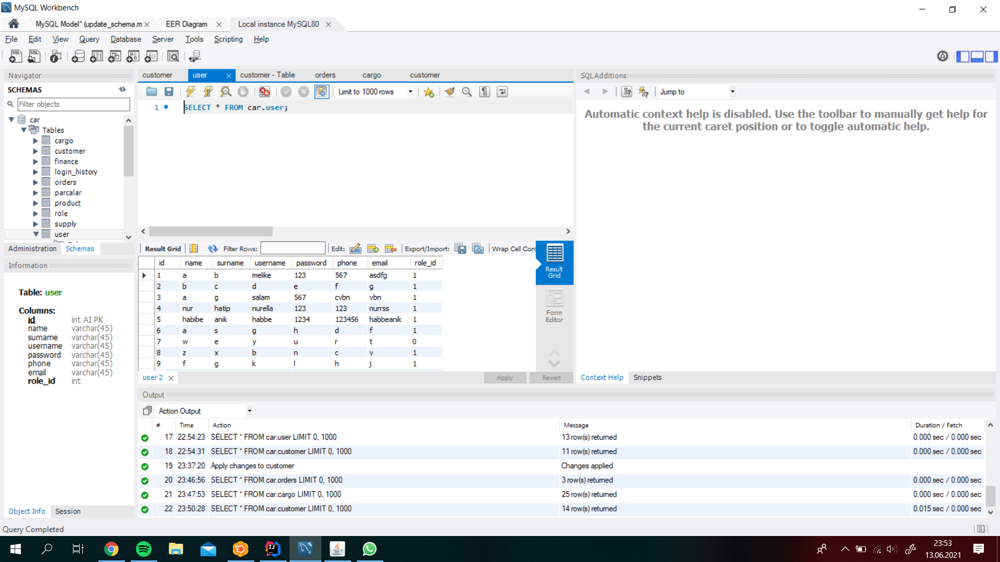 MySQL Workbench
MySQL Model* (update_schema.m
EER Diagram
Local instance MySQL80
File Edit View Query Database Server Tools Scripting Help
Navigator
SCHEMAS
Filter objects
car
Tables
cargo
customer
finance
login_history
orders
parcalar
product
role
supply
user
Administration Schemas
Information
Table: user
Columns:
id int AI PK
name varchar(45)
surname varchar(45)
username varchar(45)
password varchar(45)
phone varchar(45)
email varchar(45)
role_id int
Object Info Session
customer user customer - Table orders cargo customer
Limit to 1000 rows
1 SELECT * FROM car.user;
Result Grid Filter Rows: Edit: Export/Import: Wrap Cell Con
id name surname username password phone email role_id
1 a b melike 123 567 asdfg 1
2 b c d e f g 1
3 a g salam 567 cvbn vbn 1
4 nur hatip nurella 123 123 nurrss 1
5 habibe anık habbe 1234 123456 habbeanik 1
6 a s g h d f 1
7 w e y u r t 0
8 z x b n c v 1
9 f g k l h j 1
Result Grid
Form Editor
user 2
Apply Revert
SQLAdditions
Jump to
Automatic context help is disabled. Use the toolbar to manually get help for
the current caret position or to toggle automatic help.
Context Help Snippets
Output
Action Output
# Time Action Message Duration / Fetch
17 22:54:23 SELECT * FROM car.user LIMIT 0, 1000 13 row(s) returned 0.000 sec / 0.000 sec
18 22:54:31 SELECT * FROM car.customer LIMIT 0, 1000 11 row(s) returned 0.000 sec / 0.000 sec
19 23:37:20 Apply changes to customer Changes applied
20 23:46:56 SELECT * FROM car.orders LIMIT 0, 1000 3 row(s) returned 0.000 sec / 0.000 sec
21 23:47:53 SELECT * FROM car.cargo LIMIT 0, 1000 25 row(s) returned 0.000 sec / 0.000 sec
22 23:50:28 SELECT * FROM car.customer LIMIT 0, 1000 14 row(s) returned 0.015 sec / 0.000 sec
Query Completed
23:53
13.06.2021